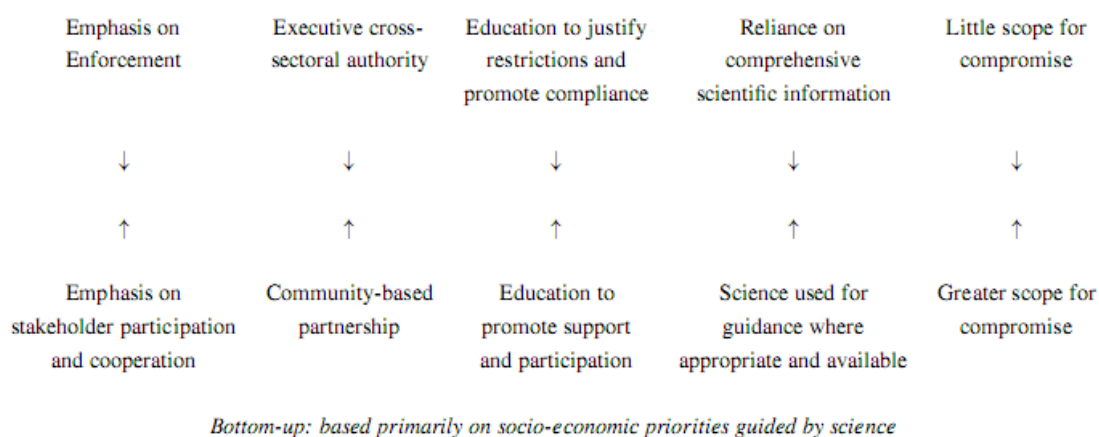 Emphasis on
Enforcement
Executive cross-
sectoral authority
Education to justify
restrictions and
promote compliance
Reliance on
comprehensive
scientific information
Little scope for
compromise
↓ ↓ ↓ ↓ ↓
↑ ↑ ↑ ↑ ↑
Emphasis on
stakeholder participation
and cooperation
Community-based
partnership
Education to
promote support
and participation
Science used for
guidance where
appropriate and available
Greater scope for
compromise
Bottom-up: based primarily on socio-economic priorities guided by science